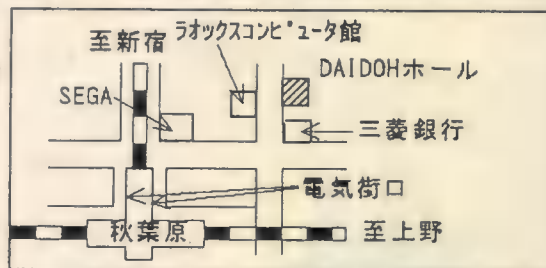 ラオックスコンピュータ館
至新宿
DAIDOHホール
SEGA
三菱銀行
電気街口
秋葉原
至上野